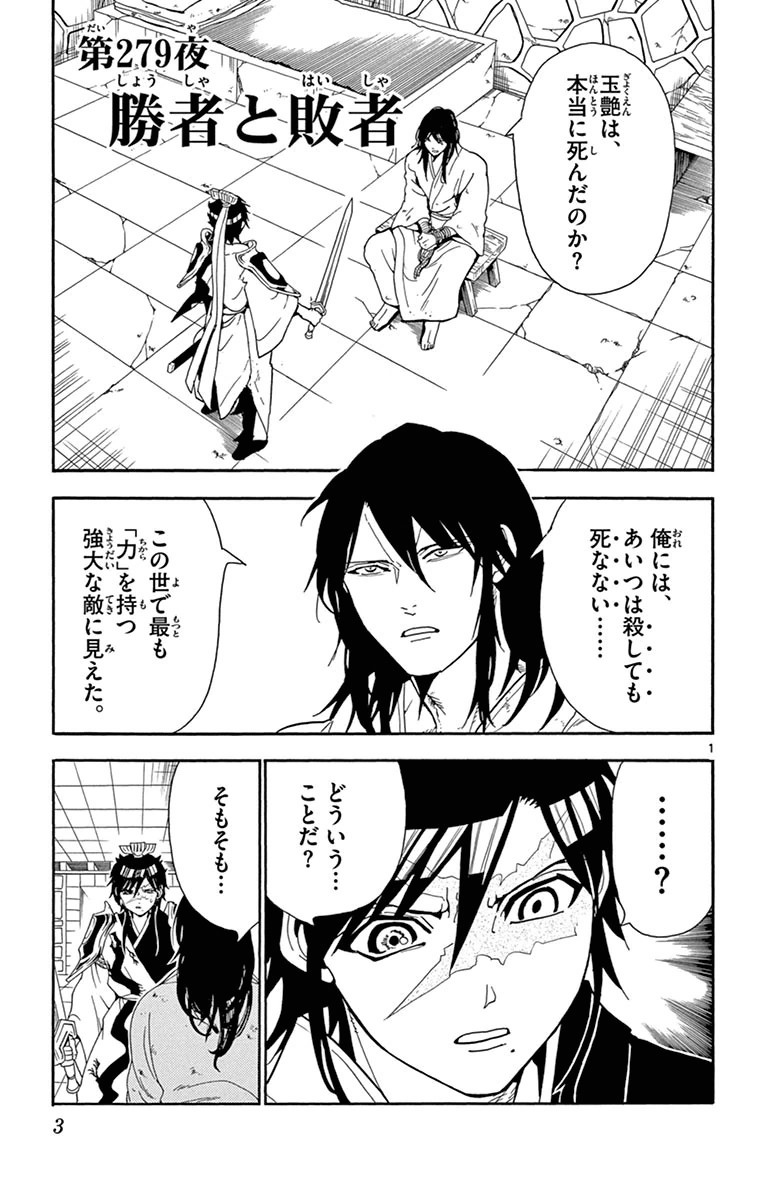 第279夜
勝者と敗者
玉艶は、
本当に死んだのか?
俺には、
あいつは殺しても
死なない……
この世で最も
「力」を持つ
強大な敵に見えた。
1
……?
どういう…
ことだ?
そもそも…
3